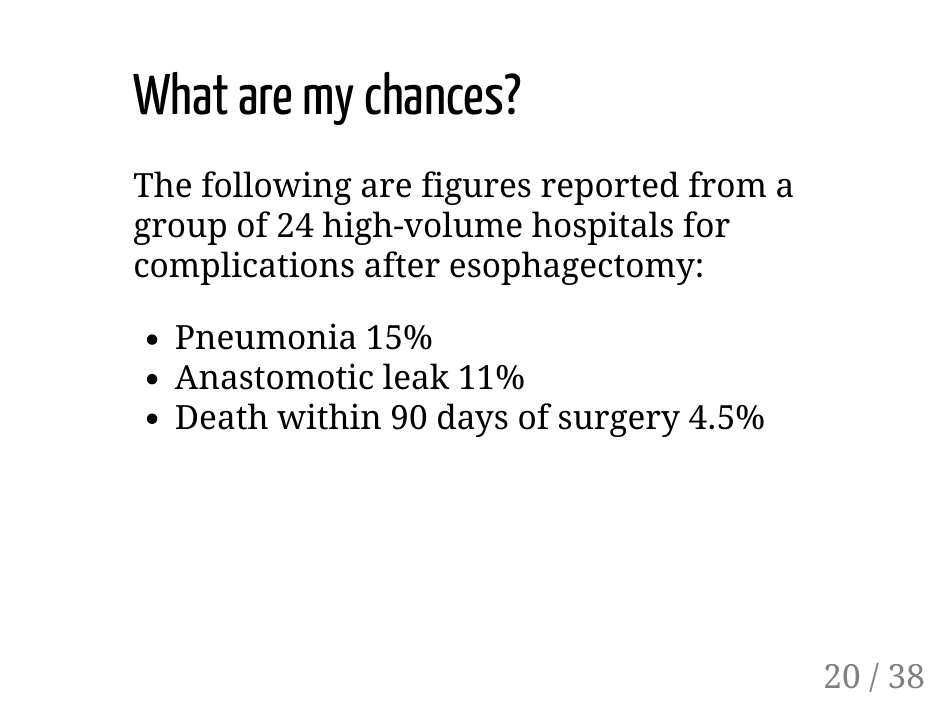 What are my chances?
The following are figures reported from a
group of 24 high-volume hospitals for
complications after esophagectomy:
• Pneumonia 15%
• Anastomotic leak 11%
• Death within 90 days of surgery 4.5%
20 / 38